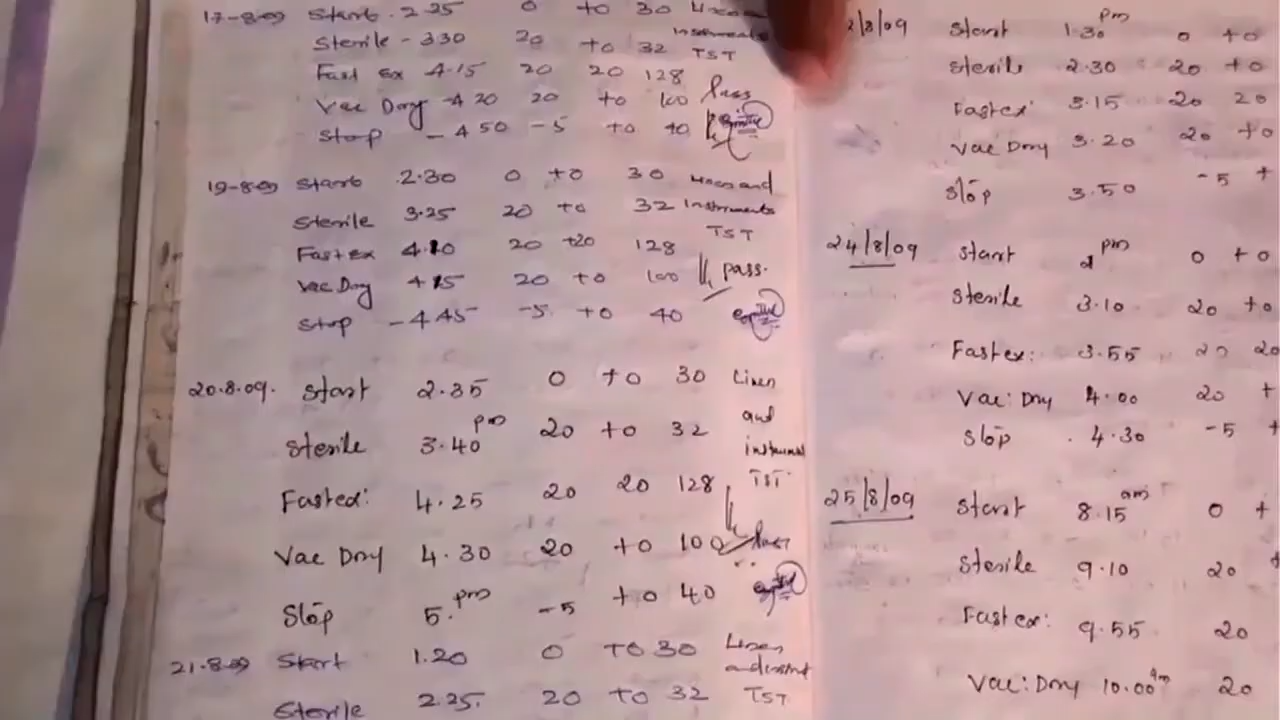 17-8-09 Start. 2.25 0 to 30 Linen
Sterile - 3.30 20 to 32 instruments
TST
Fast ex 4.15 20 20 128
Vac Dry - 4.20 20 to 100 Pass
Stop - 4.50 -5 to 40
19-8-09 Start 2.30 0 to 30 Linen and
Sterile 3.25 20 to 32 Instruments
TST
Fast ex 4.10 20 +20 128
Vac Dry 4.15 20 to 100 pass.
Stop - 4.45 -5. to 40
20.8.09. Start 2.35 0 to 30 Linen
and
Sterile 3.40 pm 20 to 32 instrument
Fasted: 4.25 20 20 128 TST
Vac Dry 4.30 20 to 100 Pass
Stop 5. pm -5 to 40
21.8.09 Start 1.20 0 to 30 Linen
Sterile 2.25. 20 to 32 TST
2/8/09 Start 1.30 pm 0 to
Sterile 2.30 20 to
Fastex: 3.15 20 20
Vac Dry 3.20 20 to
Stop 3.50 -5 +
24/8/09 Start 2 pm 0 to
Sterile 3.10 20 to
Fastex: 3.55 20 20
Vac: Dry 4.00 20 +
Stop . 4.30 -5 +
25/8/09 Start 8.15 am 0 +
Sterile 9.10 20 +
Fastex: 9.55 20
Vac: Dry 10.00 Am 20